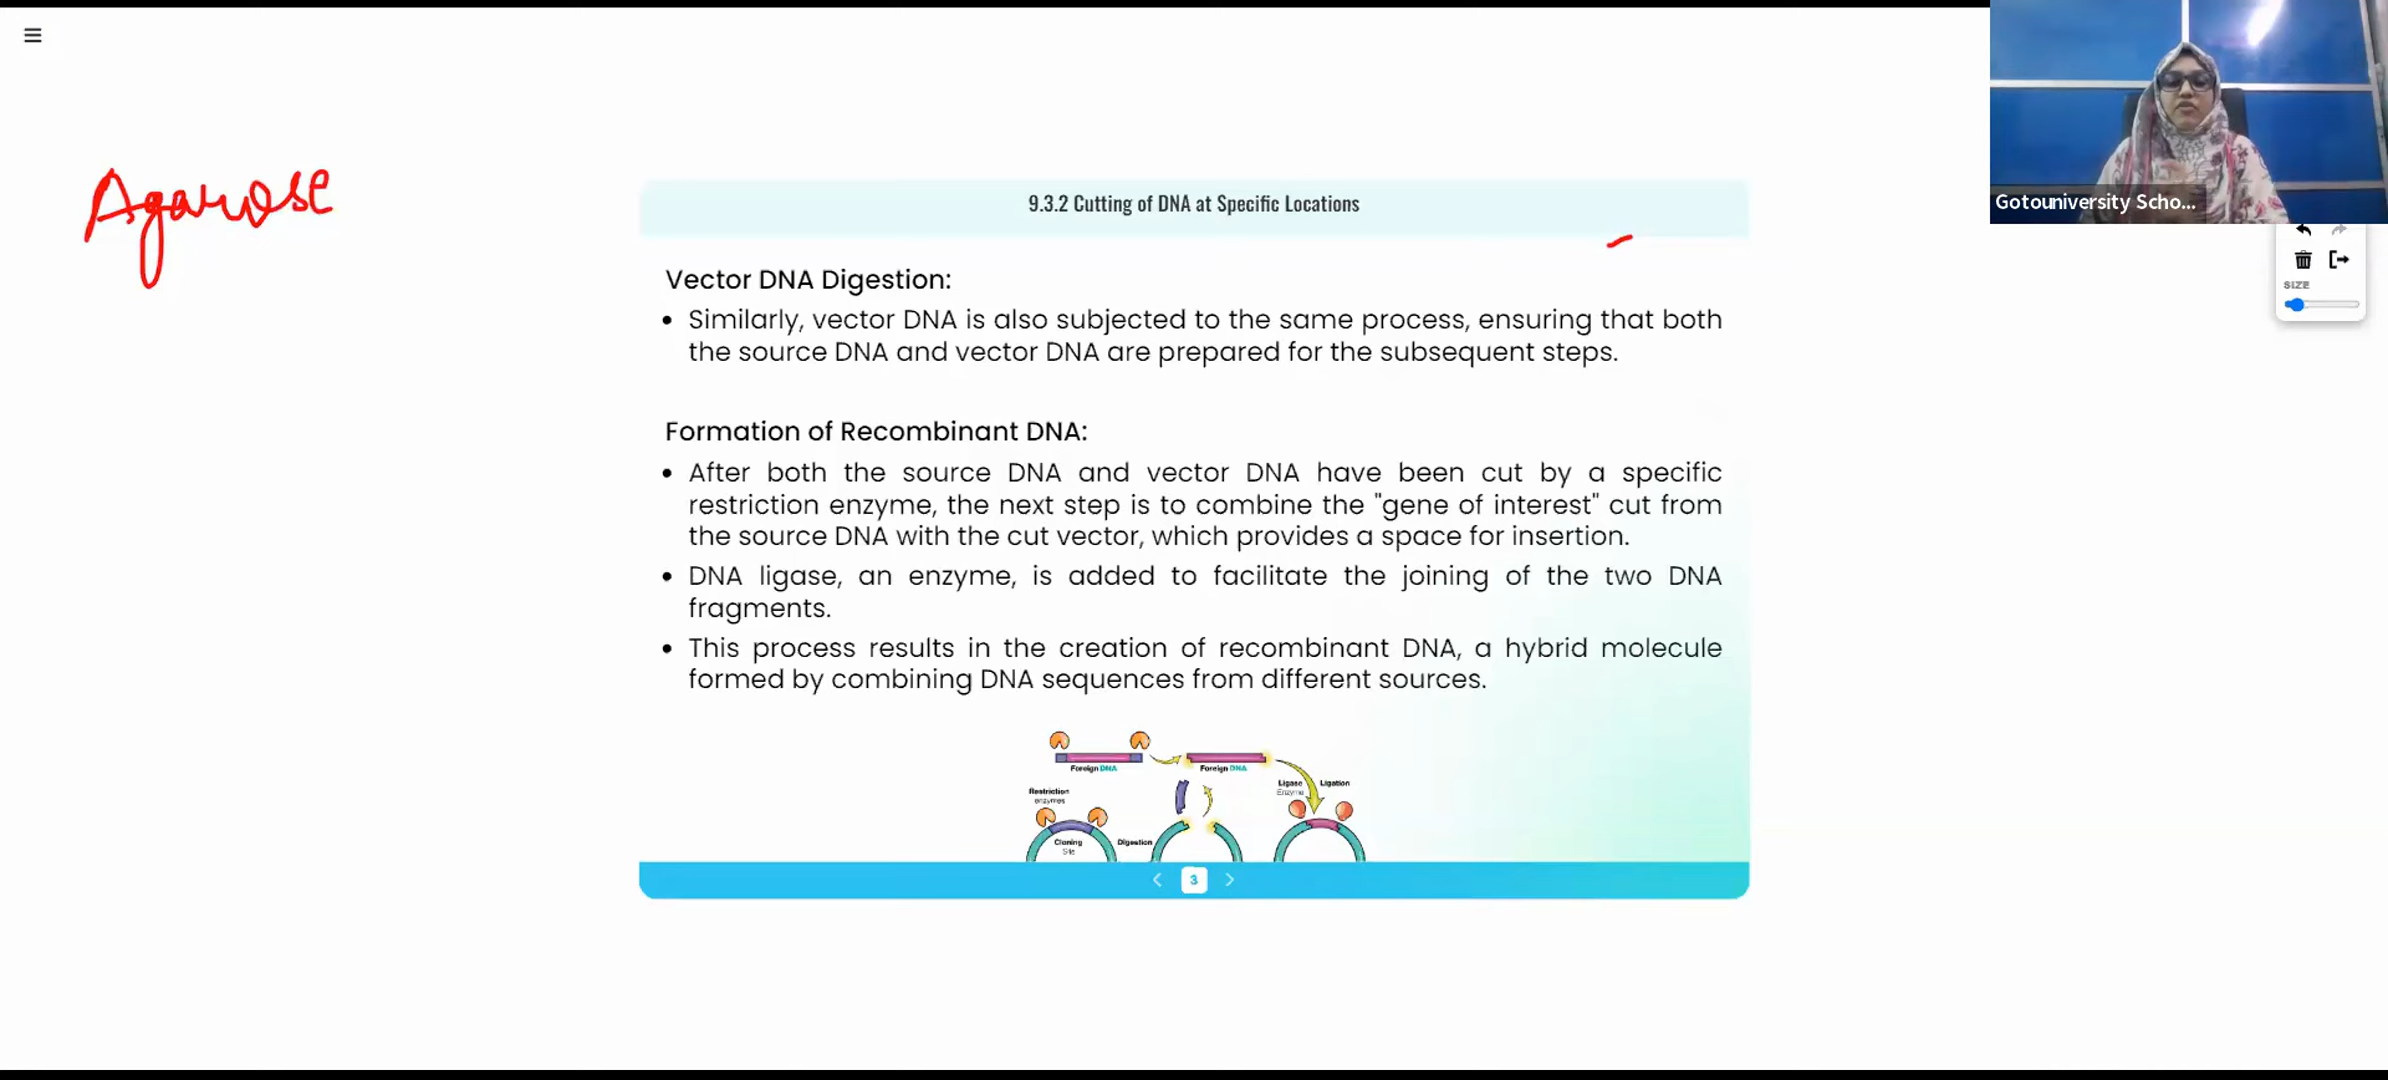 Gotouniversity Scho...
SIZE
Agarose
9.3.2 Cutting of DNA at Specific Locations
Vector DNA Digestion:
• Similarly, vector DNA is also subjected to the same process, ensuring that both
the source DNA and vector DNA are prepared for the subsequent steps.
Formation of Recombinant DNA:
• After both the source DNA and vector DNA have been cut by a specific
restriction enzyme, the next step is to combine the "gene of interest" cut from
the source DNA with the cut vector, which provides a space for insertion.
• DNA ligase, an enzyme, is added to facilitate the joining of the two DNA
fragments.
• This process results in the creation of recombinant DNA, a hybrid molecule
formed by combining DNA sequences from different sources.
Foreign DNA
Foreign DNA
Restriction
enzymes
Ligase
Enzyme
Ligation
Cloning
Site
Digestion
3